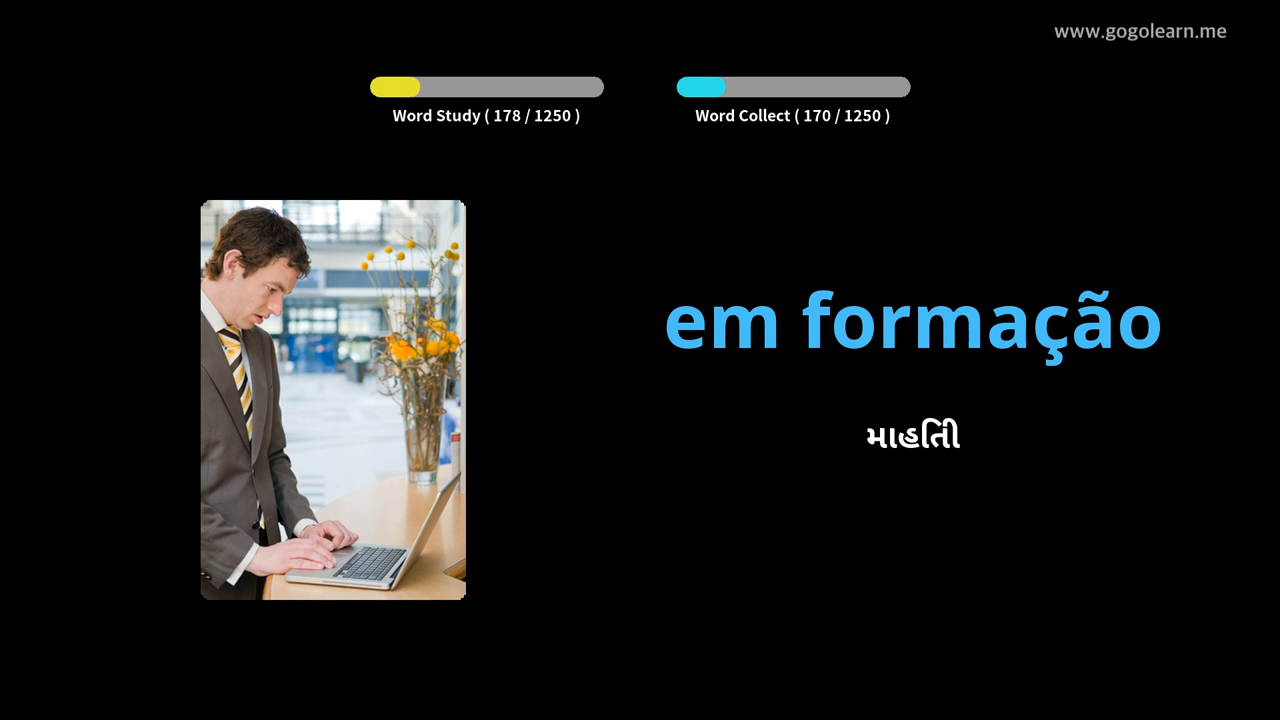 www.gogolearn.me
Word Study ( 178 / 1250 )
Word Collect ( 170 / 1250 )
em formação
માહિતી